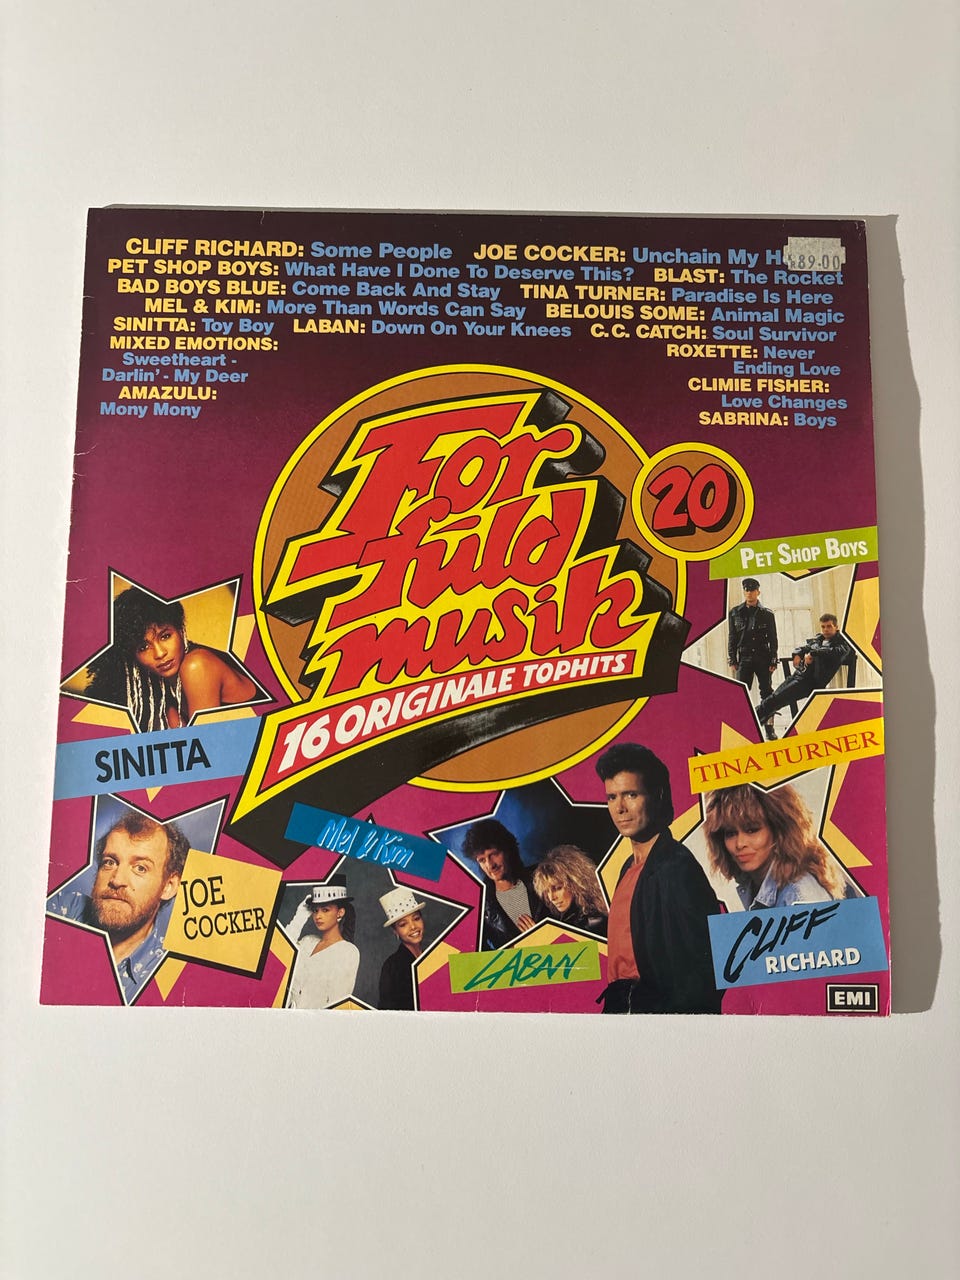 CLIFF RICHARD: Some People JOE COCKER: Unchain My
89.00
PET SHOP BOYS: What Have I Done To Deserve This? BLAST: The Rocket
BAD BOYS BLUE: Come Back And Stay TINA TURNER: Paradise Is Here
MEL & KIM: More Than Words Can Say BELOUIS SOME: Animal Magic
SINITTA: Toy Boy LABAN: Down On Your Knees C.C. CATCH: Soul Survivor
MIXED EMOTIONS:
Sweetheart -
Darlin' - My Deer
AMAZULU:
Mony Mony
ROXETTE: Never
Ending Love
CLIMIE FISHER:
Love Changes
SABRINA: Boys
For
fuld
musik
20
16 ORIGINALE TOPHITS
PET SHOP BOYS
SINITTA
TINA TURNER
Mel & Kim
JOE
COCKER
LABAN
CLIFF
RICHARD
EMI